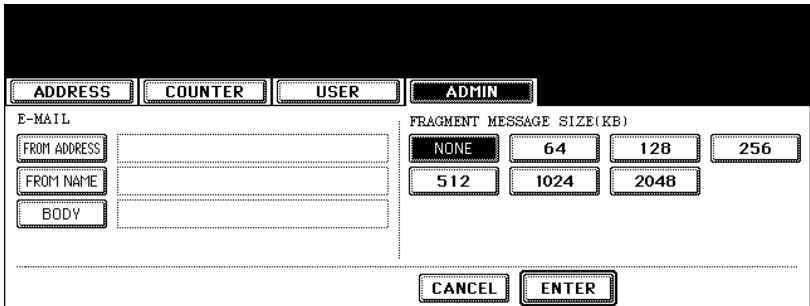 ADDRESS COUNTER USER ADMIN
E-MAIL
FROM ADDRESS
FROM NAME
BODY
FRAGMENT MESSAGE SIZE(KB)
NONE 64 128 256
512 1024 2048
CANCEL ENTER